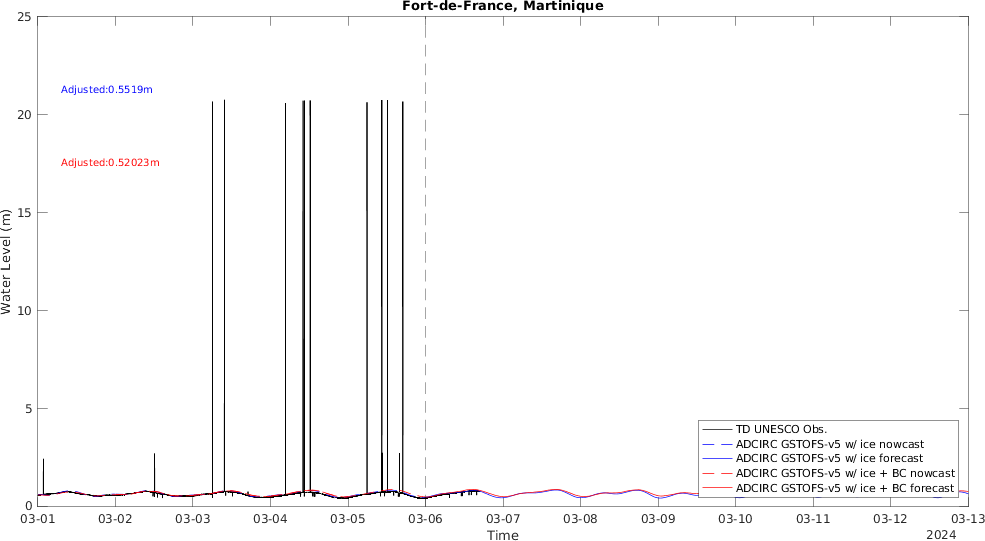 Fort-de-France, Martinique
25
20
15
10
5
0
Water Level (m)
Adjusted:0.5519m
Adjusted:0.52023m
TD UNESCO Obs.
ADCIRC GSTOFS-v5 w/ ice nowcast
ADCIRC GSTOFS-v5 w/ ice forecast
ADCIRC GSTOFS-v5 w/ ice + BC nowcast
ADCIRC GSTOFS-v5 w/ ice + BC forecast
03-01 03-02 03-03 03-04 03-05 03-06 03-07 03-08 03-09 03-10 03-11 03-12 03-13
Time
2024